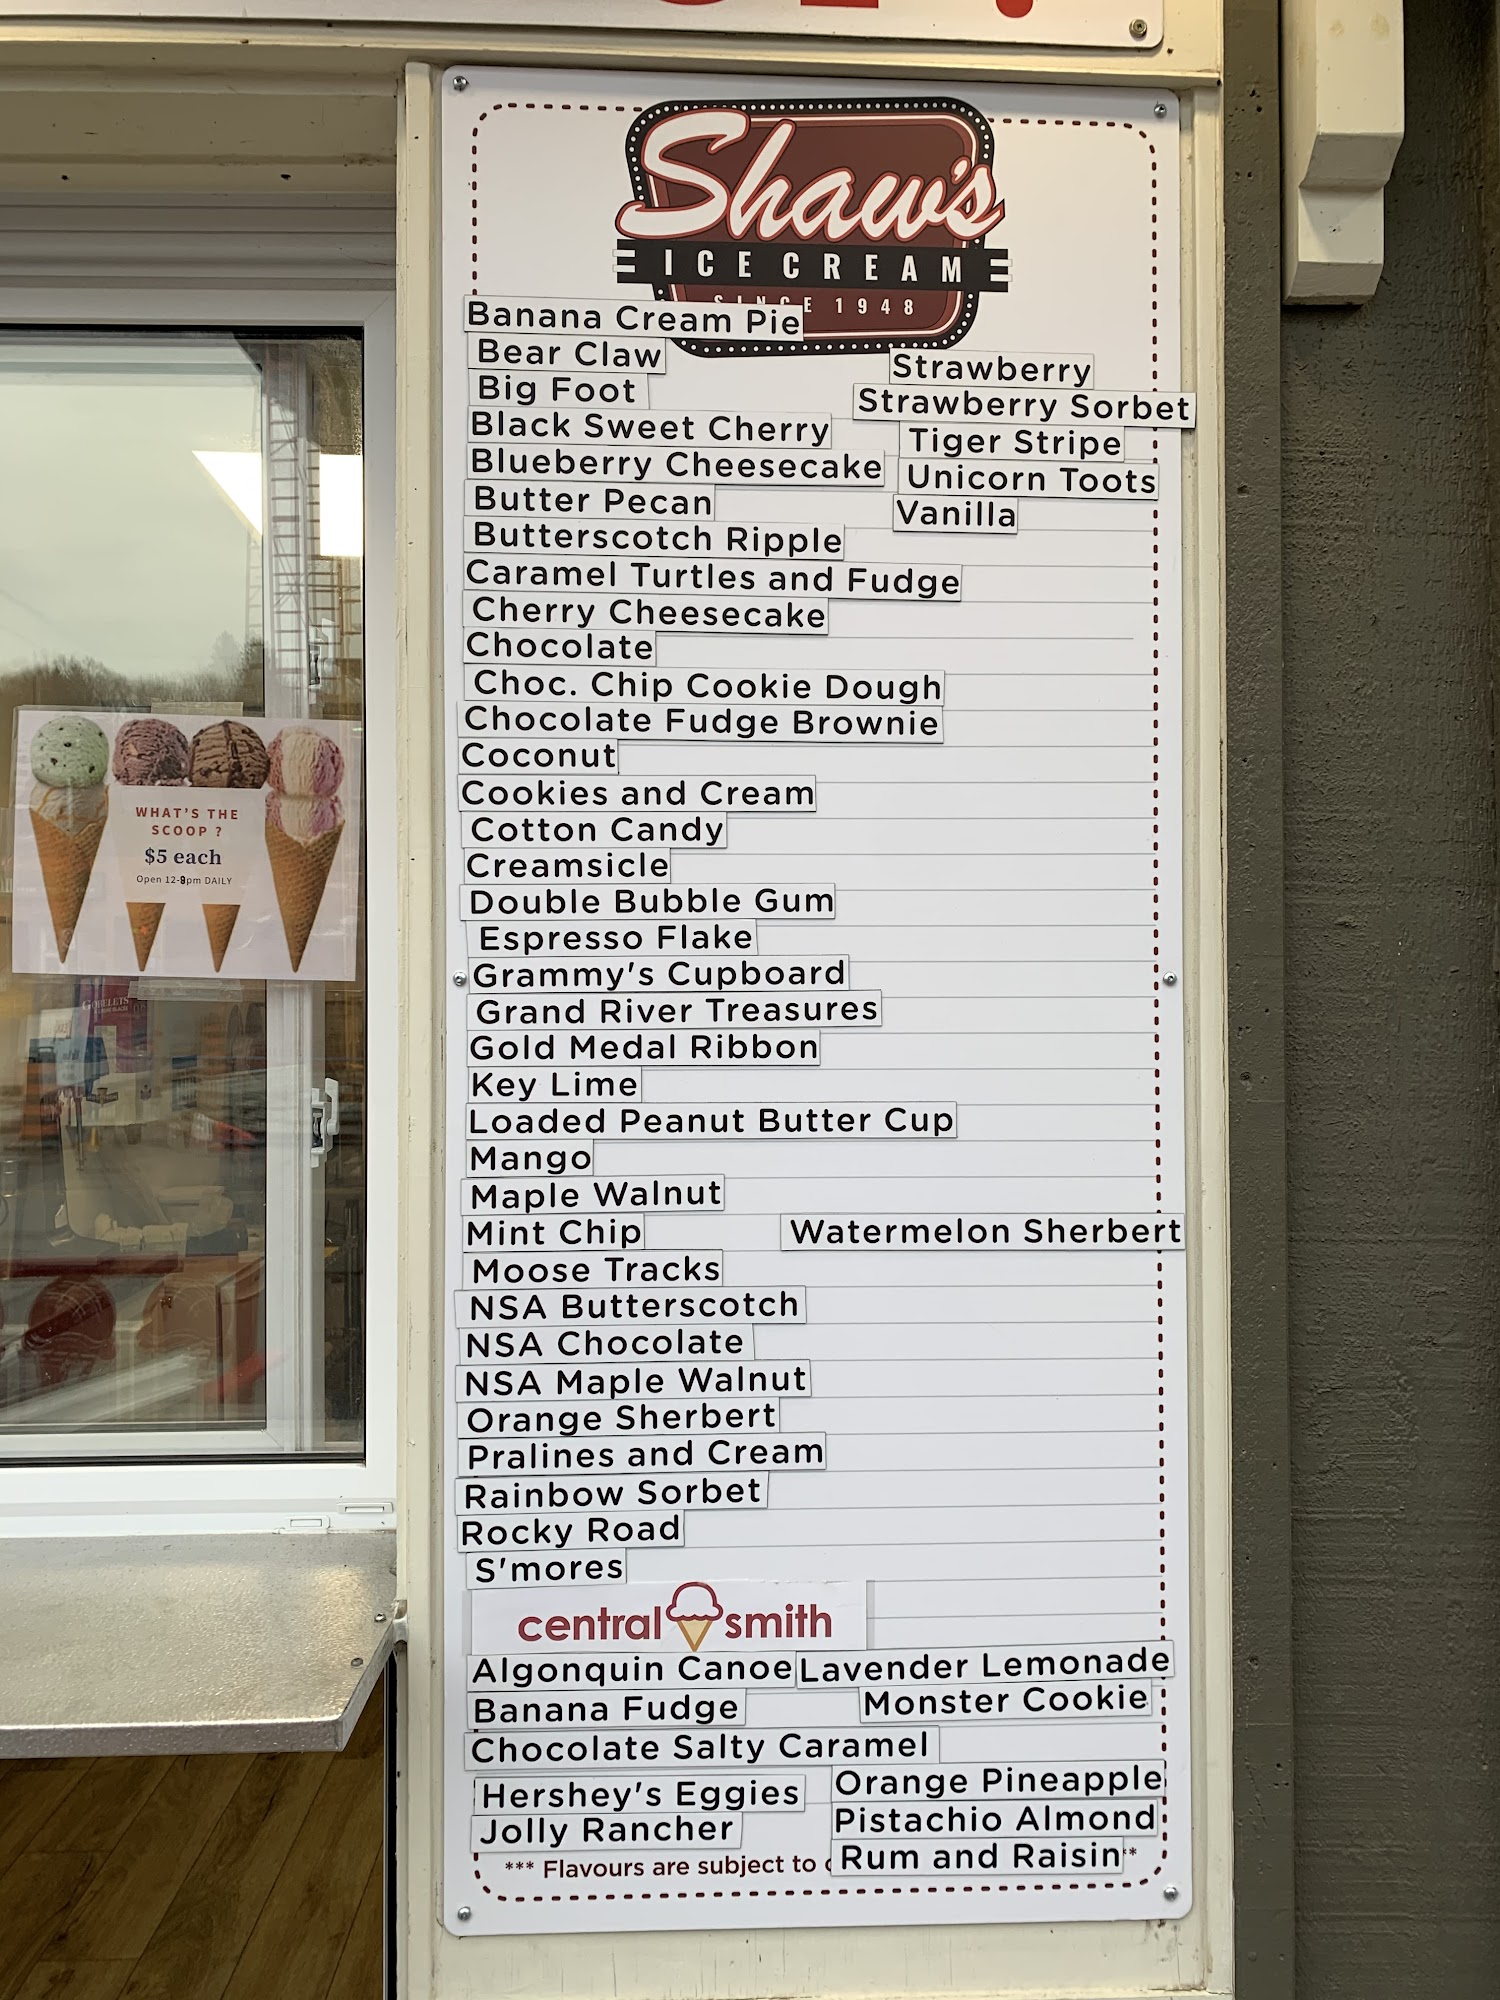 Shaw's
ICE CREAM
SINCE 1948
Banana Cream Pie
Bear Claw
Big Foot
Black Sweet Cherry
Blueberry Cheesecake
Butter Pecan
Butterscotch Ripple
Caramel Turtles and Fudge
Cherry Cheesecake
Chocolate
Choc. Chip Cookie Dough
Chocolate Fudge Brownie
Coconut
Cookies and Cream
Cotton Candy
Creamsicle
Double Bubble Gum
Espresso Flake
Grammy's Cupboard
Grand River Treasures
Gold Medal Ribbon
Key Lime
Loaded Peanut Butter Cup
Mango
Maple Walnut
Mint Chip
Moose Tracks
NSA Butterscotch
NSA Chocolate
NSA Maple Walnut
Orange Sherbert
Pralines and Cream
Rainbow Sorbet
Rocky Road
S'mores
Strawberry
Strawberry Sorbet
Tiger Stripe
Unicorn Toots
Vanilla
Watermelon Sherbert
central smith
Algonquin Canoe
Banana Fudge
Chocolate Salty Caramel
Hershey's Eggies
Jolly Rancher
Lavender Lemonade
Monster Cookie
Orange Pineapple
Pistachio Almond
Rum and Raisin
*** Flavours are subject to
WHAT'S THE
SCOOP ?
$5 each
Open 12-9pm DAILY
GOBELETS